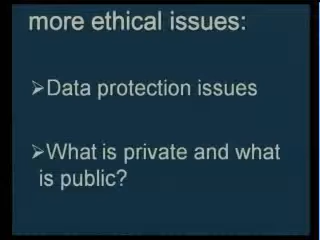 more ethical issues:
➢Data protection issues
➢What is private and what
is public?